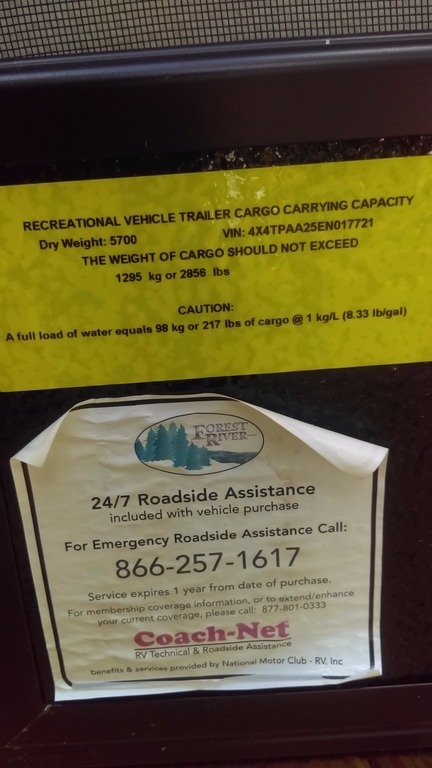 RECREATIONAL VEHICLE TRAILER CARGO CARRYING CAPACITY
Dry Weight: 5700 VIN: 4X4TPAA25EN017721
THE WEIGHT OF CARGO SHOULD NOT EXCEED
1295 kg or 2856 lbs
CAUTION:
A full load of water equals 98 kg or 217 lbs of cargo @ 1 kg/L (8.33 lb/gal)
FOREST
RIVER
24/7 Roadside Assistance
included with vehicle purchase
For Emergency Roadside Assistance Call:
866-257-1617
Service expires 1 year from date of purchase.
For membership coverage information, or to extend/enhance
your current coverage, please call: 877-801-0333
Coach-Net
RV Technical & Roadside Assistance
benefits & services provided by National Motor Club - RV, Inc